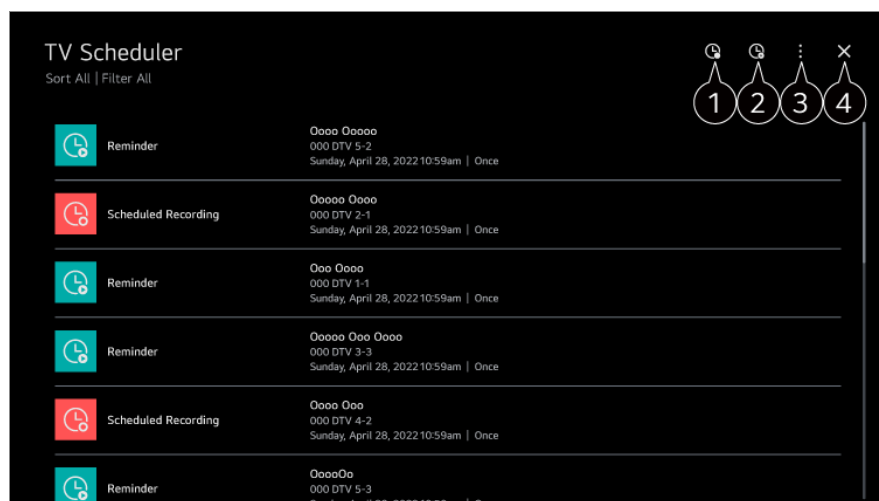 TV Scheduler
Sort All | Filter All
1 2 3 4
Reminder
Oooo Ooooo
000 DTV 5-2
Sunday, April 28, 2022 10:59am | Once
Scheduled Recording
Ooooo Oooo
000 DTV 2-1
Sunday, April 28, 2022 10:59am | Once
Reminder
Ooo Oooo
000 DTV 1-1
Sunday, April 28, 2022 10:59am | Once
Reminder
Ooooo Ooo Oooo
000 DTV 3-3
Sunday, April 28, 2022 10:59am | Once
Scheduled Recording
Oooo Ooo
000 DTV 4-2
Sunday, April 28, 2022 10:59am | Once
Reminder
OoooOo
000 DTV 5-3